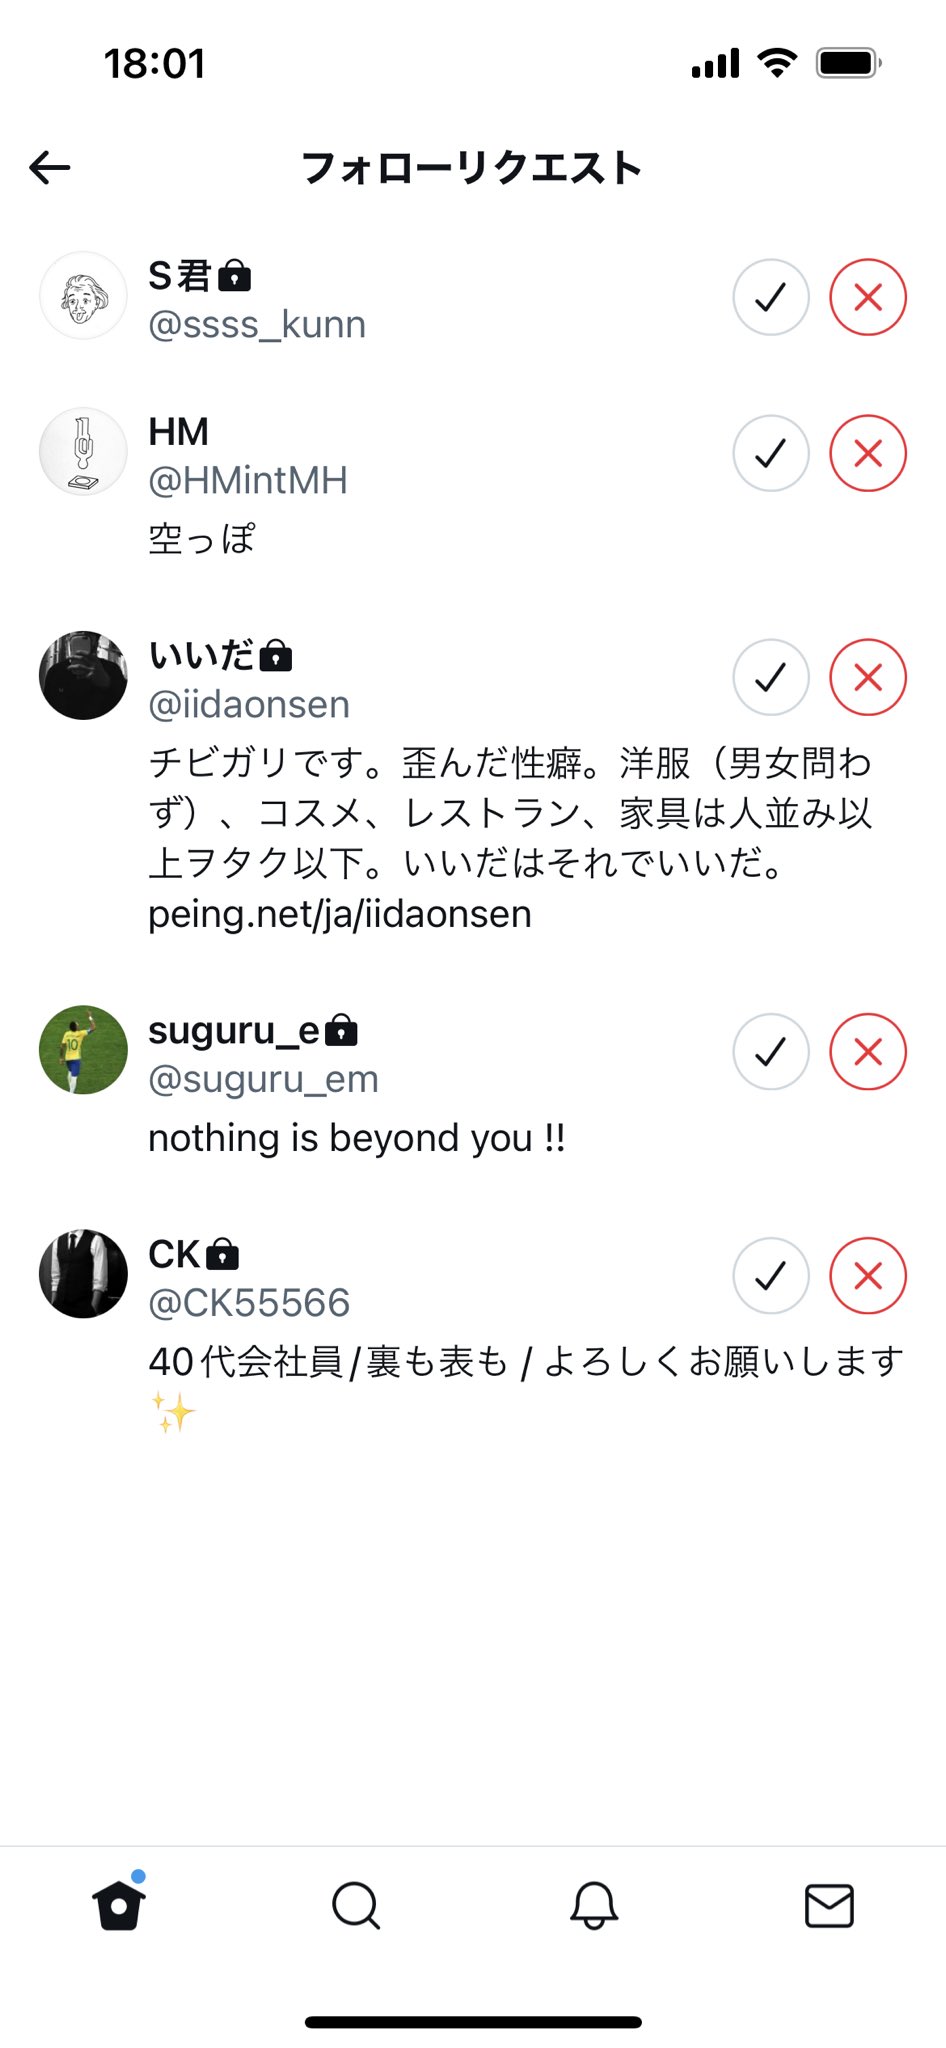 18:01
フォローリクエスト
S君
@ssss_kunn
HM
@HMintMH
空っぽ
いいだ
@iidaonsen
チビガリです。歪んだ性癖。洋服（男女問わ
ず）、コスメ、レストラン、家具は人並み以
上ヲタク以下。いいだはそれでいいだ。
peing.net/ja/iidaonsen
suguru_e
@suguru_em
nothing is beyond you !!
10
CK
@CK55566
40代会社員/裏も表も / よろしくお願いします
✨